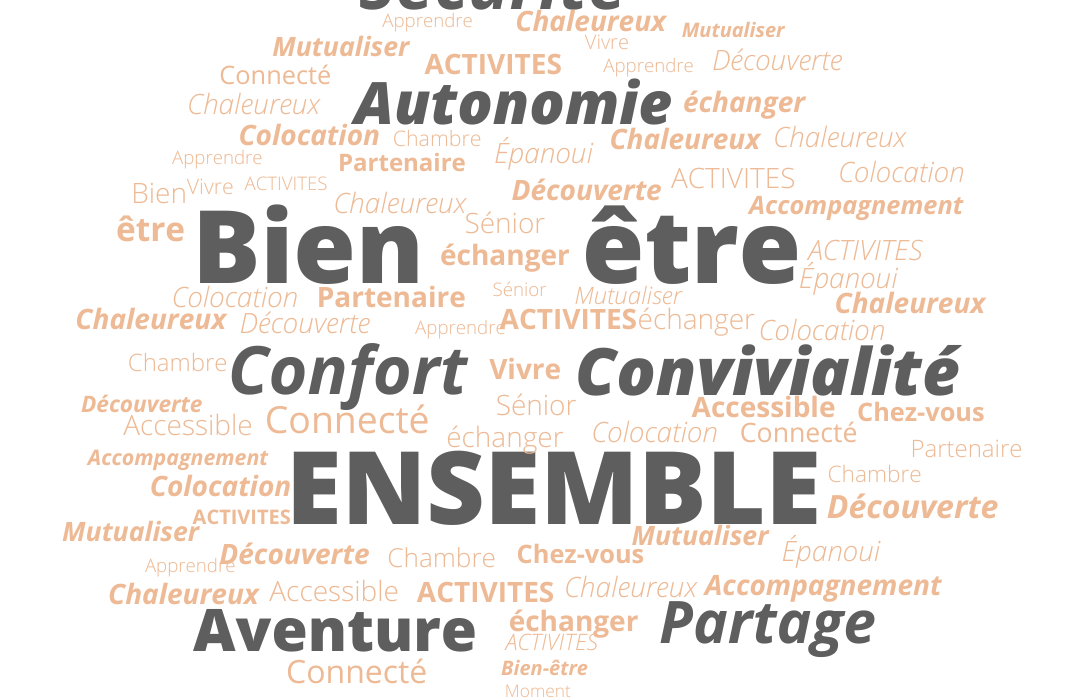 Sécurité
Apprendre Chaleureux Mutualiser
Mutualiser Vivre
Connecté ACTIVITES Apprendre Découverte
Chaleureux Autonomie échanger
Colocation Chambre Chaleureux Chaleureux
Apprendre Partenaire Épanoui
Bien Vivre ACTIVITES Découverte ACTIVITES Colocation
Chaleureux Accompagnement
être Bien Sénior être
échanger ACTIVITES
Épanoui
Colocation Partenaire Sénior Mutualiser Chaleureux
Chaleureux Découverte Apprendre ACTIVITES échanger Colocation
Chambre Confort Vivre Convivialité
Découverte Sénior Accessible Chez-vous
Accessible Connecté échanger Colocation Connecté
Accompagnement Partenaire
Colocation ENSEMBLE Chambre
ACTIVITES Découverte
Mutualiser Mutualiser
Apprendre Découverte Chambre Chez-vous Épanoui
Chaleureux Accessible ACTIVITES Chaleureux Accompagnement
Aventure échanger Partage
ACTIVITES
Connecté Bien-être
Moment